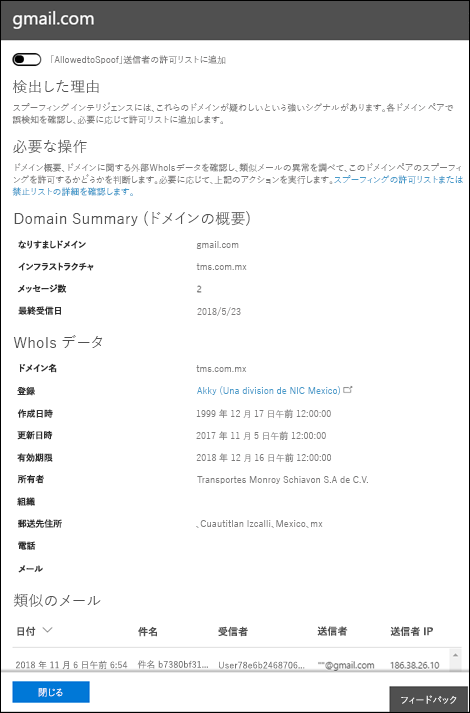 gmail.com
「AllowedtoSpoof」送信者の許可リストに追加
検出した理由
スプーフィング インテリジェンスには、これらのドメインが疑わしいという強いシグナルがあります。各ドメイン ペアで
誤検知を確認し、必要に応じて許可リストに追加します。
必要な操作
ドメイン概要、ドメインに関する外部WhoIsデータを確認し、類似メールの異常を調べて、このドメインペアのスプーフィ
ングを許可するかどうかを判断します。必要に応じて、上記のアクションを実行します。スプーフィングの許可リストまたは
禁止リストの詳細を確認します。
Domain Summary (ドメインの概要)
なりすましドメイン gmail.com
インフラストラクチャ tms.com.mx
メッセージ数 2
最終受信日 2018/5/23
WhoIs データ
ドメイン名 tms.com.mx
登録 Akky (Una division de NIC Mexico)
作成日時 1999 年 12 月 17 日午前 12:00:00
更新日時 2017 年 11 月 5 日午前 12:00:00
有効期限 2018 年 12 月 16 日午前 12:00:00
所有者 Transportes Monroy Schiavon S.A de C.V.
組織
郵送先住所 、Cuautitlan Izcalli、Mexico、mx
電話
メール
類似のメール
日付 件名 受信者 送信者 送信者 IP
2018 年 11 月 6 日午前 6:54 件名 b7380bf31... User78e6b2468706... **@gmail.com 186.38.26.10
閉じる
フィードバック